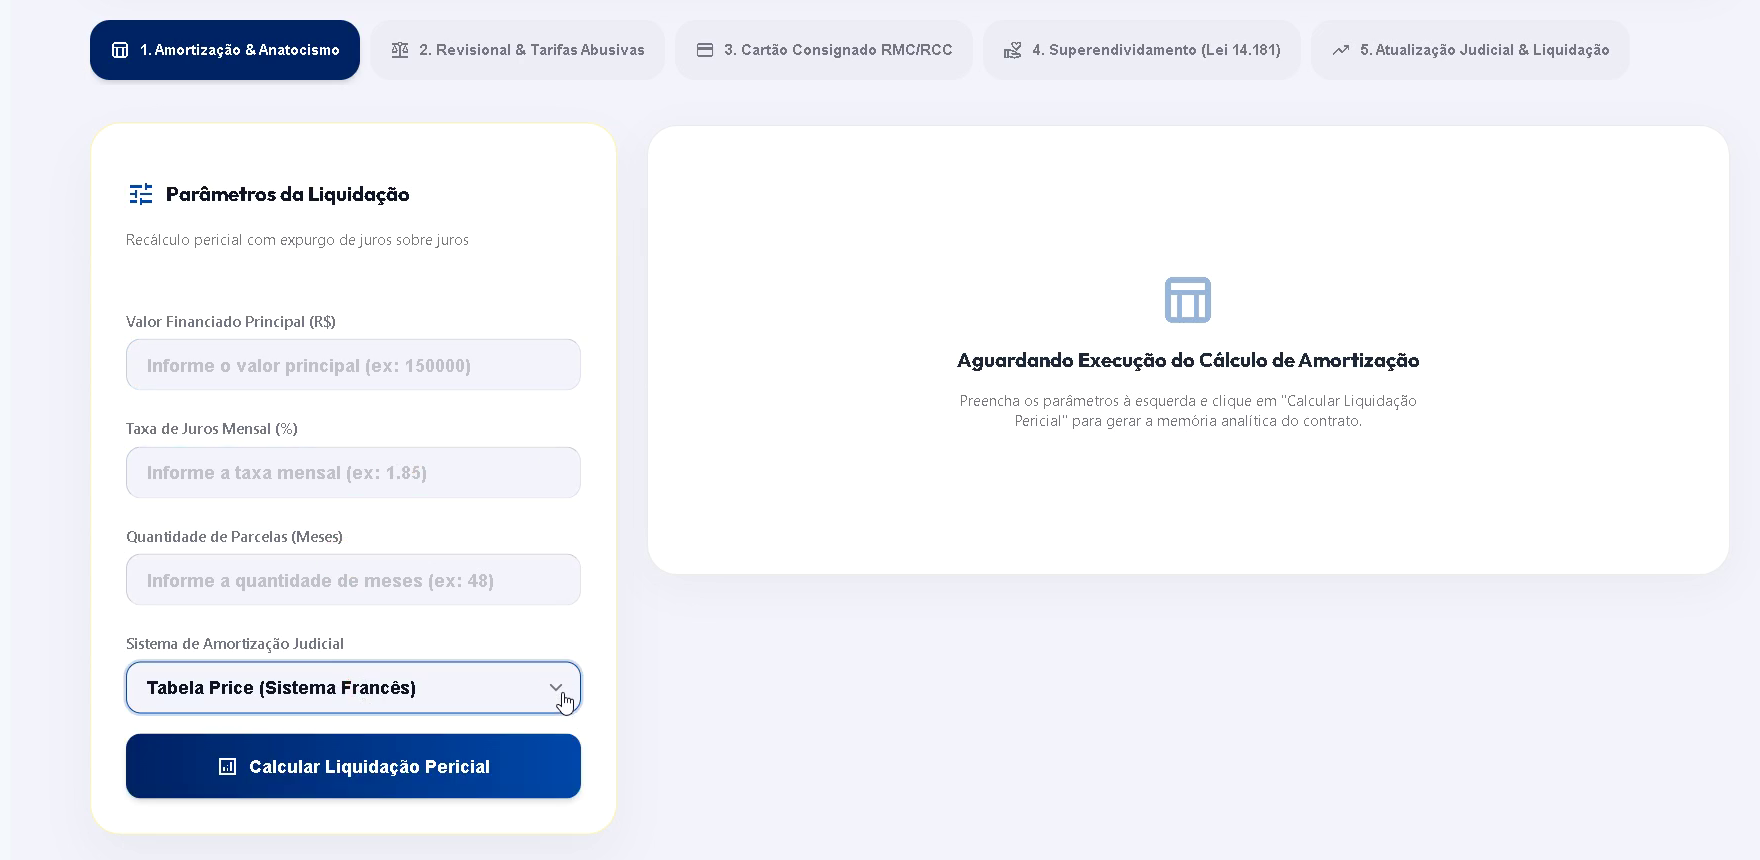 1. Amortização & Anatocismo
2. Revisional & Tarifas Abusivas
3. Cartão Consignado RMC/RCC
4. Superendividamento (Lei 14.181)
5. Atualização Judicial & Liquidação
Parâmetros da Liquidação
Recálculo pericial com expurgo de juros sobre juros
Valor Financiado Principal (R$)
Informe o valor principal (ex: 150000)
Taxa de Juros Mensal (%)
Informe a taxa mensal (ex: 1.85)
Quantidade de Parcelas (Meses)
Informe a quantidade de meses (ex: 48)
Sistema de Amortização Judicial
Tabela Price (Sistema Francês)
Calcular Liquidação Pericial
Aguardando Execução do Cálculo de Amortização
Preencha os parâmetros à esquerda e clique em "Calcular Liquidação
Pericial" para gerar a memória analítica do contrato.